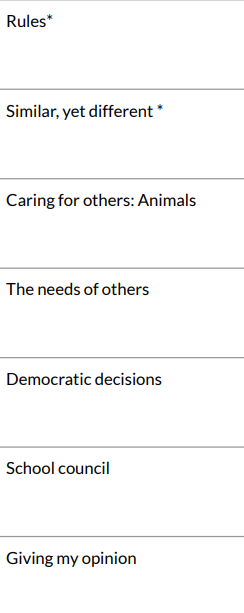 Rules*
Similar, yet different *
Caring for others: Animals
The needs of others
Democratic decisions
School council
Giving my opinion